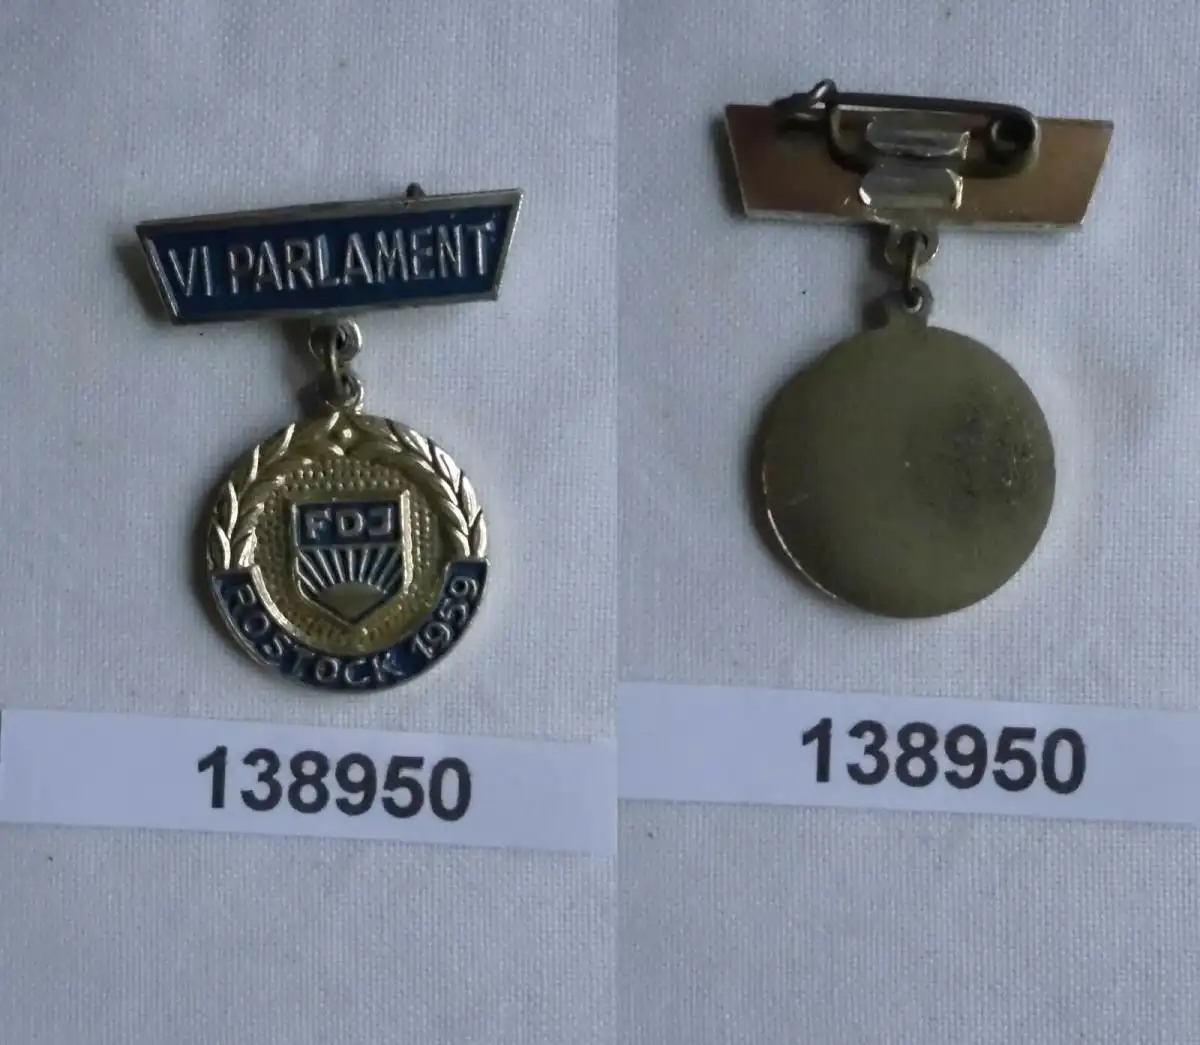 VI PARLAMENT
FDJ
ROSTOCK 1959
138950
138950